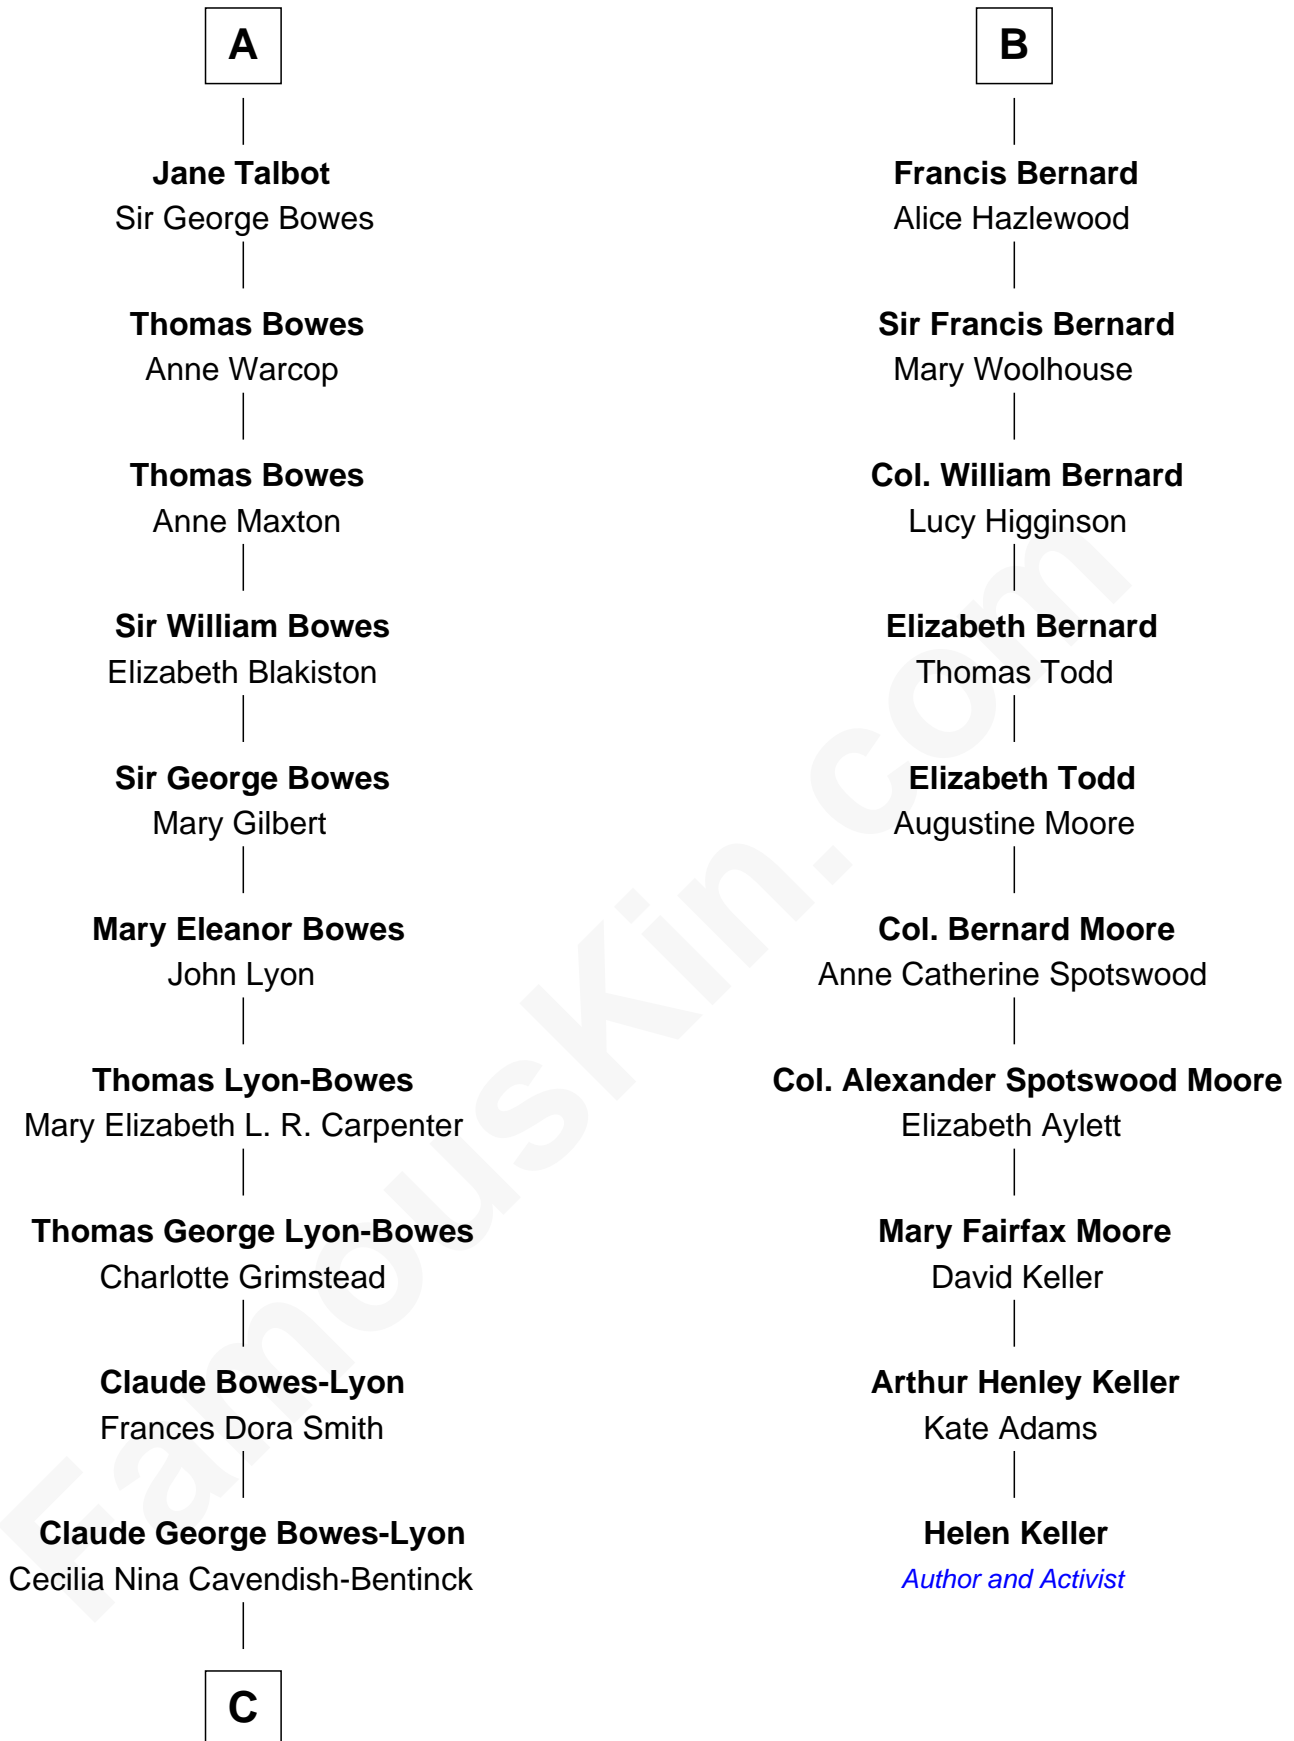 A
Jane Talbot
Sir George Bowes
Thomas Bowes
Anne Warcop
Thomas Bowes
Anne Maxton
Sir William Bowes
Elizabeth Blakiston
Sir George Bowes
Mary Gilbert
Mary Eleanor Bowes
John Lyon
Thomas Lyon-Bowes
Mary Elizabeth L. R. Carpenter
Thomas George Lyon-Bowes
Charlotte Grimstead
Claude Bowes-Lyon
Frances Dora Smith
Claude George Bowes-Lyon
Cecilia Nina Cavendish-Bentinck
C
B
Francis Bernard
Alice Hazlewood
Sir Francis Bernard
Mary Woolhouse
Col. William Bernard
Lucy Higginson
Elizabeth Bernard
Thomas Todd
Elizabeth Todd
Augustine Moore
Col. Bernard Moore
Anne Catherine Spotswood
Col. Alexander Spotswood Moore
Elizabeth Aylett
Mary Fairfax Moore
David Keller
Arthur Henley Keller
Kate Adams
Helen Keller
Author and Activist
FamousKin.com